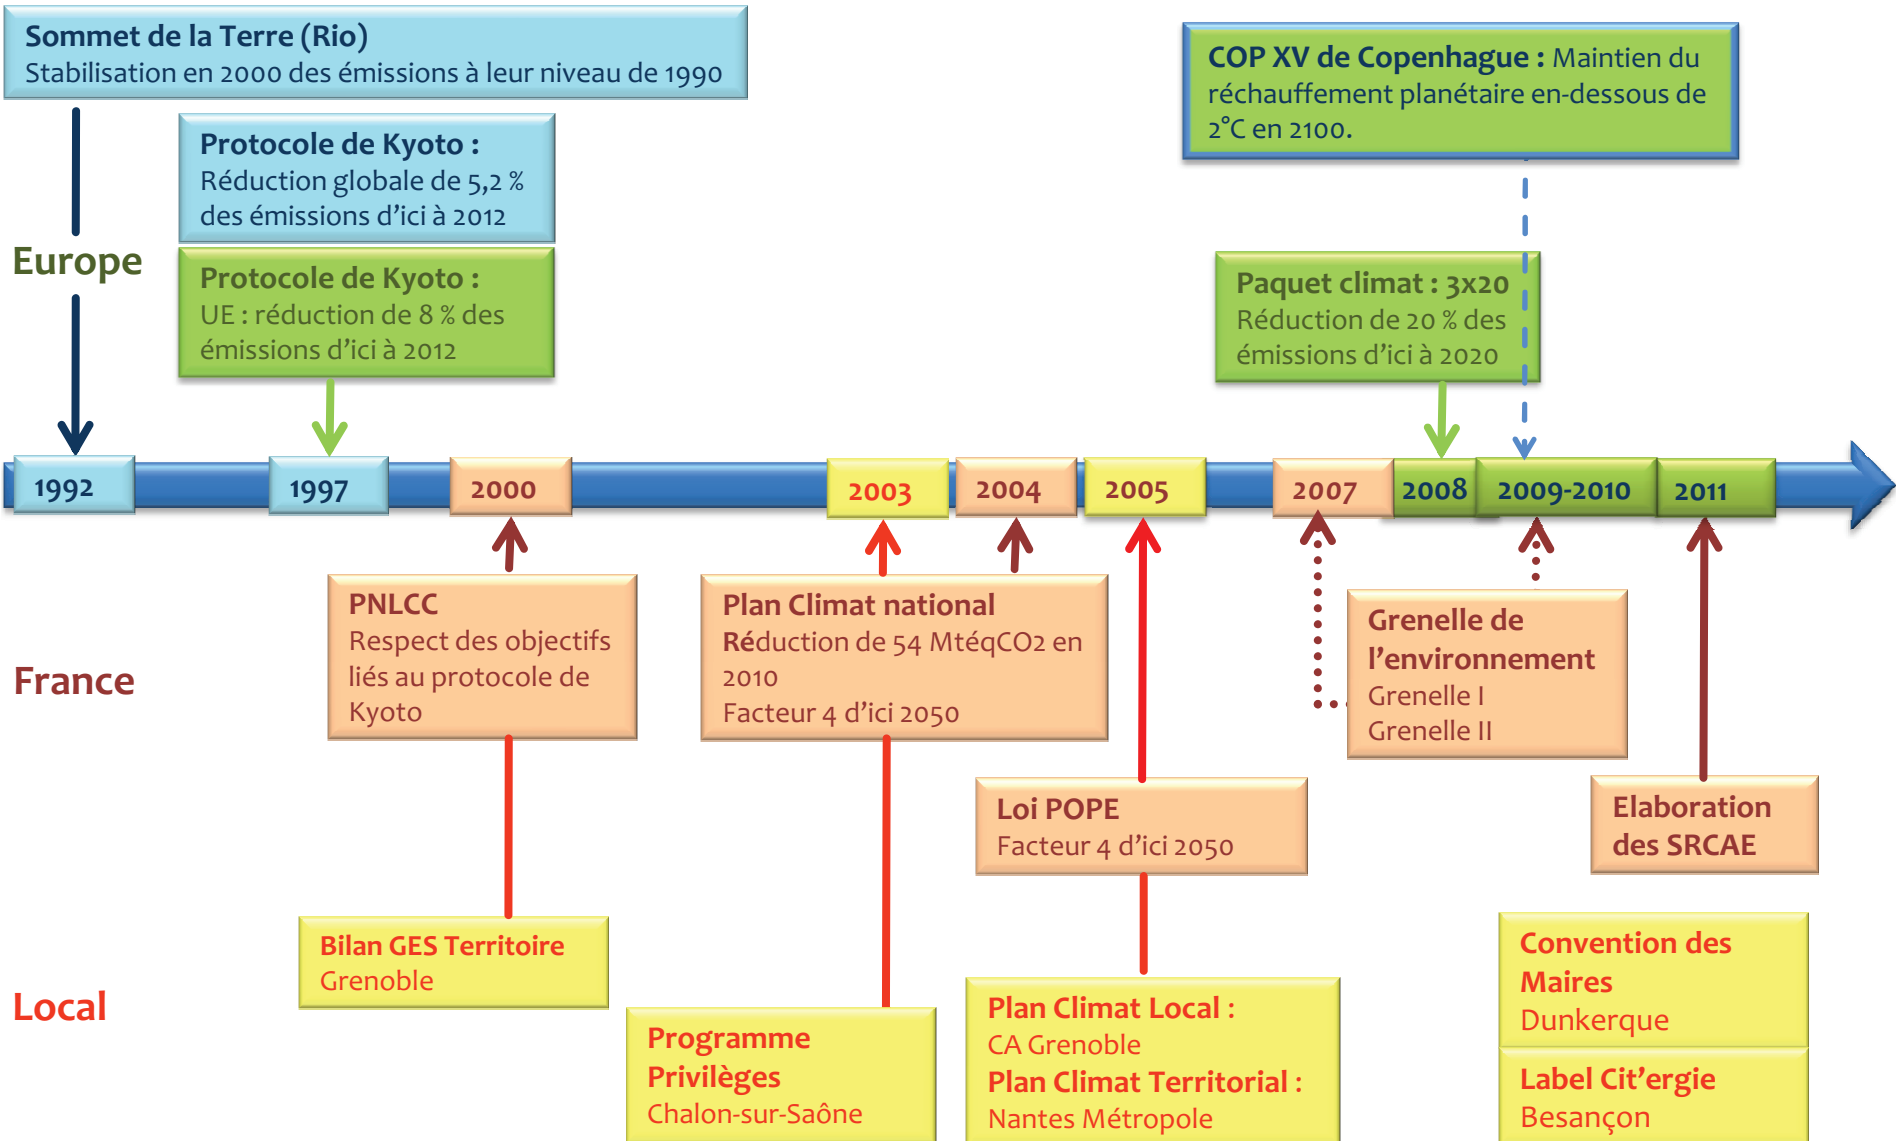 Sommet de la Terre (Rio)
Stabilisation en 2000 des émissions à leur niveau de 1990
COP XV de Copenhague : Maintien du
réchauffement planétaire en-dessous de
2°C en 2100.
Protocole de Kyoto :
Réduction globale de 5,2 %
des émissions d'ici à 2012
Europe
Protocole de Kyoto :
UE : réduction de 8 % des
émissions d'ici à 2012
Paquet climat : 3x20
Réduction de 20 % des
émissions d'ici à 2020
1992
1997
2000
2003
2004
2005
2007
2008
2009-2010
2011
PNLCC
Respect des objectifs
liés au protocole de
Kyoto
Plan Climat national
Réduction de 54 MtéqCO2 en
2010
Facteur 4 d'ici 2050
Grenelle de
l'environnement
Grenelle I
Grenelle II
France
Loi POPE
Facteur 4 d'ici 2050
Elaboration
des SRCAE
Bilan GES Territoire
Grenoble
Local
Programme
Privilèges
Chalon-sur-Saône
Plan Climat Local :
CA Grenoble
Plan Climat Territorial :
Nantes Métropole
Convention des
Maires
Dunkerque
Label Cit'ergie
Besançon